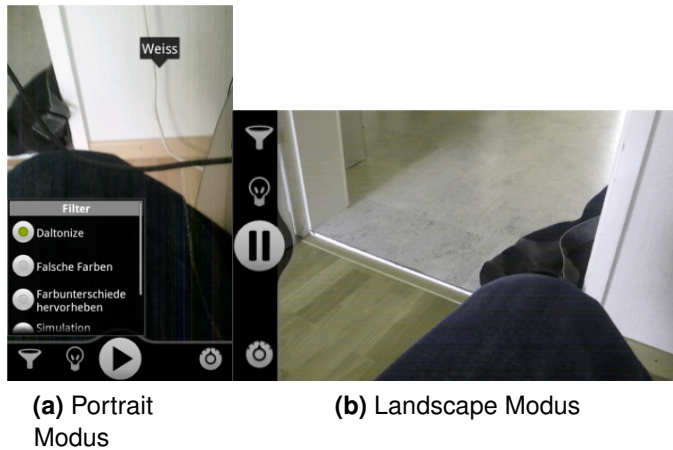 Weiss
Filter
Daltonize
Falsche Farben
Farbunterschiede
hervorheben
Simulation
(a) Portrait
Modus
(b) Landscape Modus